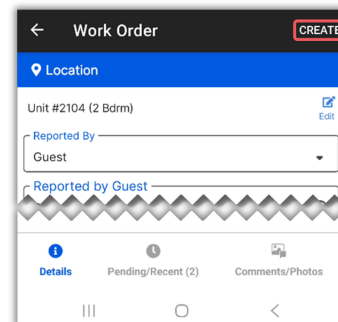 Work Order
CREATE
Location
Unit #2104 (2 Bdrm)
Edit
Reported By
Guest
Reported by Guest
Details
Pending/Recent (2)
Comments/Photos